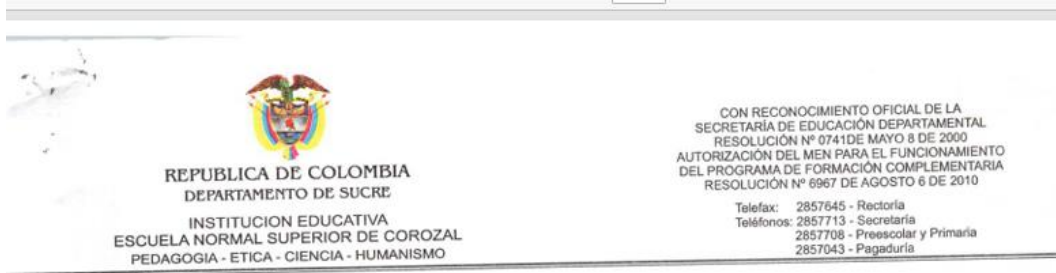 REPUBLICA DE COLOMBIA
DEPARTAMENTO DE SUCRE
INSTITUCION EDUCATIVA
ESCUELA NORMAL SUPERIOR DE COROZAL
PEDAGOGIA - ETICA - CIENCIA - HUMANISMO
CON RECONOCIMIENTO OFICIAL DE LA
SECRETARÍA DE EDUCACIÓN DEPARTAMENTAL
RESOLUCIÓN Nº 0741DE MAYO 8 DE 2000
AUTORIZACIÓN DEL MEN PARA EL FUNCIONAMIENTO
DEL PROGRAMA DE FORMACIÓN COMPLEMENTARIA
RESOLUCIÓN Nº 6967 DE AGOSTO 6 DE 2010
Telefax: 2857645 - Rectoría
Teléfonos: 2857713 - Secretaría
2857708 - Preescolar y Primaria
2857043 - Pagaduría